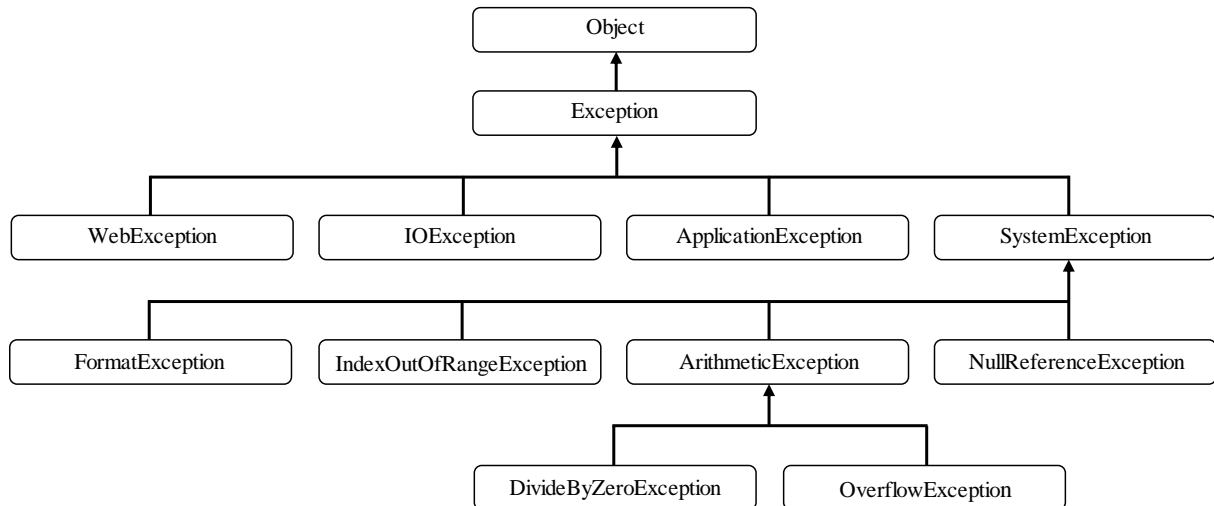 Object
Exception
WebException
IOException
ApplicationException
SystemException
FormatException
IndexOutOfRangeException
ArithmeticException
NullReferenceException
DivideByZeroException
OverflowException